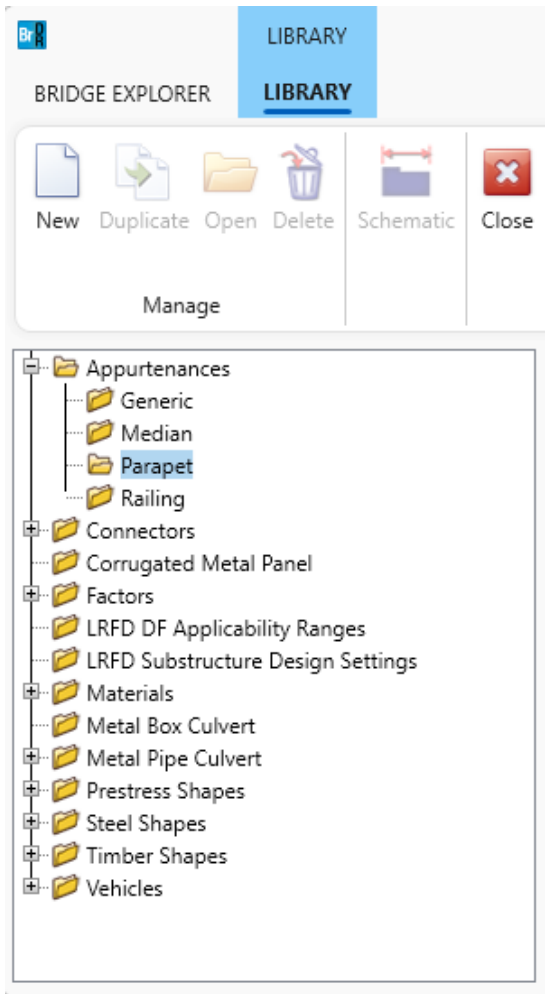 BrDR
LIBRARY
BRIDGE EXPLORER LIBRARY
New Duplicate Open Delete Schematic Close
Manage
Appurtenances
Generic
Median
Parapet
Railing
Connectors
Corrugated Metal Panel
Factors
LRFD DF Applicability Ranges
LRFD Substructure Design Settings
Materials
Metal Box Culvert
Metal Pipe Culvert
Prestress Shapes
Steel Shapes
Timber Shapes
Vehicles